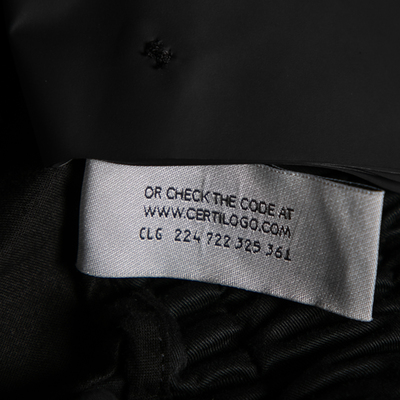 OR CHECK THE CODE AT
WWW.CERTILOGO.COM
CLG 224 722 325 361